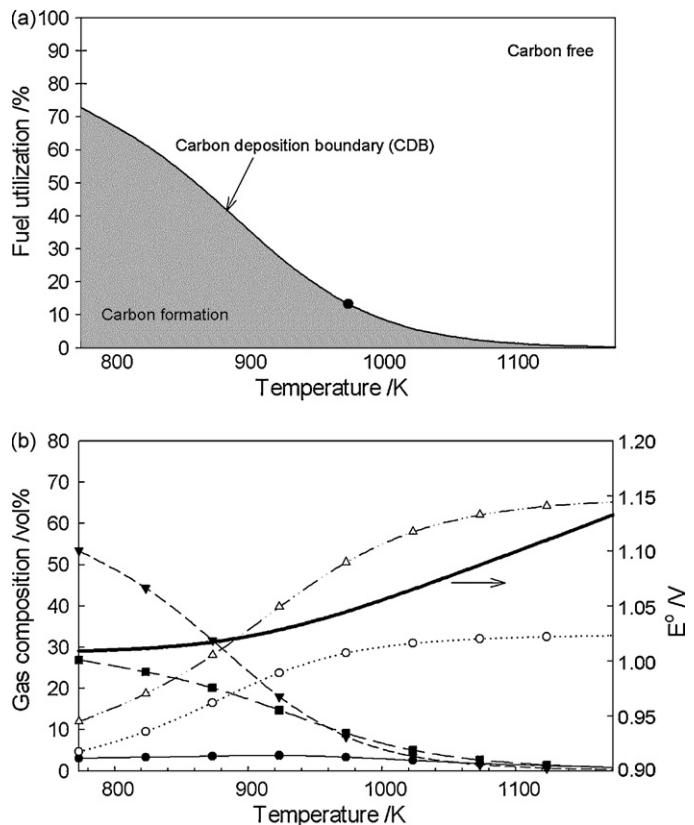 (a)
100
90
80
70
60
50
40
30
20
10
0
Fuel utilization /%
Carbon free
Carbon deposition boundary (CDB)
Carbon formation
800 900 1000 1100
Temperature /K
(b)
80
70
60
50
40
30
20
10
0
Gas composition /vol%
1.20
1.15
1.10
1.05
1.00
0.95
0.90
E° /V
800 900 1000 1100
Temperature /K